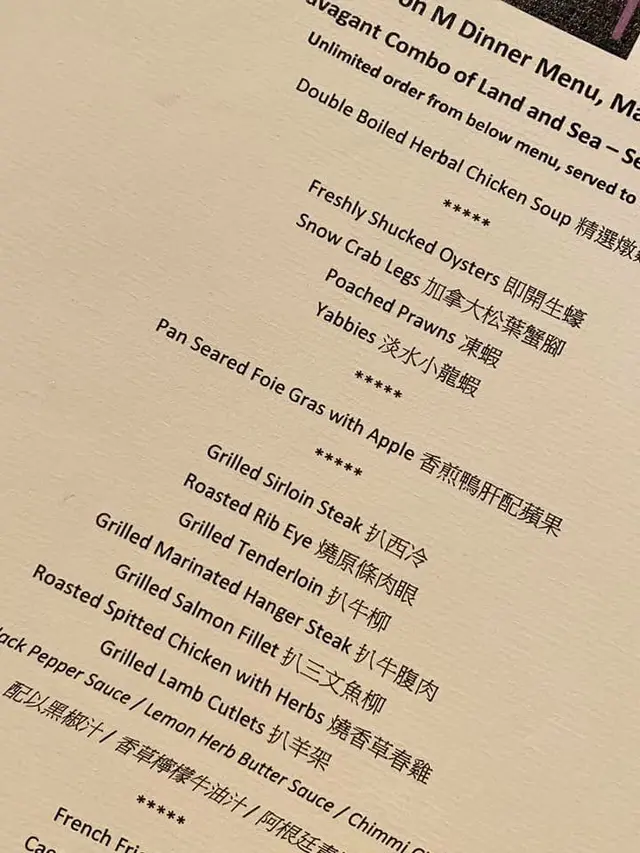 on M Dinner Menu,
Combo of Land and Sea –
Unlimited order from below menu, served to
Double Boiled Herbal Chicken Soup 精選燉
*****
Freshly Shucked Oysters 即開生蠔
Snow Crab Legs 加拿大松葉蟹腳
Poached Prawns 凍蝦
Yabbies 淡水小龍蝦
*****
Pan Seared Foie Gras with Apple 香煎鴨肝配蘋果
*****
Grilled Sirloin Steak 扒西冷
Roasted Rib Eye 燒原條肉眼
Grilled Tenderloin 扒牛柳
Grilled Marinated Hanger Steak 扒牛腹肉
Grilled Salmon Fillet 扒三文魚柳
Roasted Spitted Chicken with Herbs 燒香草春雞
Grilled Lamb Cutlets 扒羊架
lack Pepper Sauce / Lemon Herb Butter Sauce / Chimmi
配以黑椒汁 / 香草檸檬牛油汁 / 阿根廷
*****
French